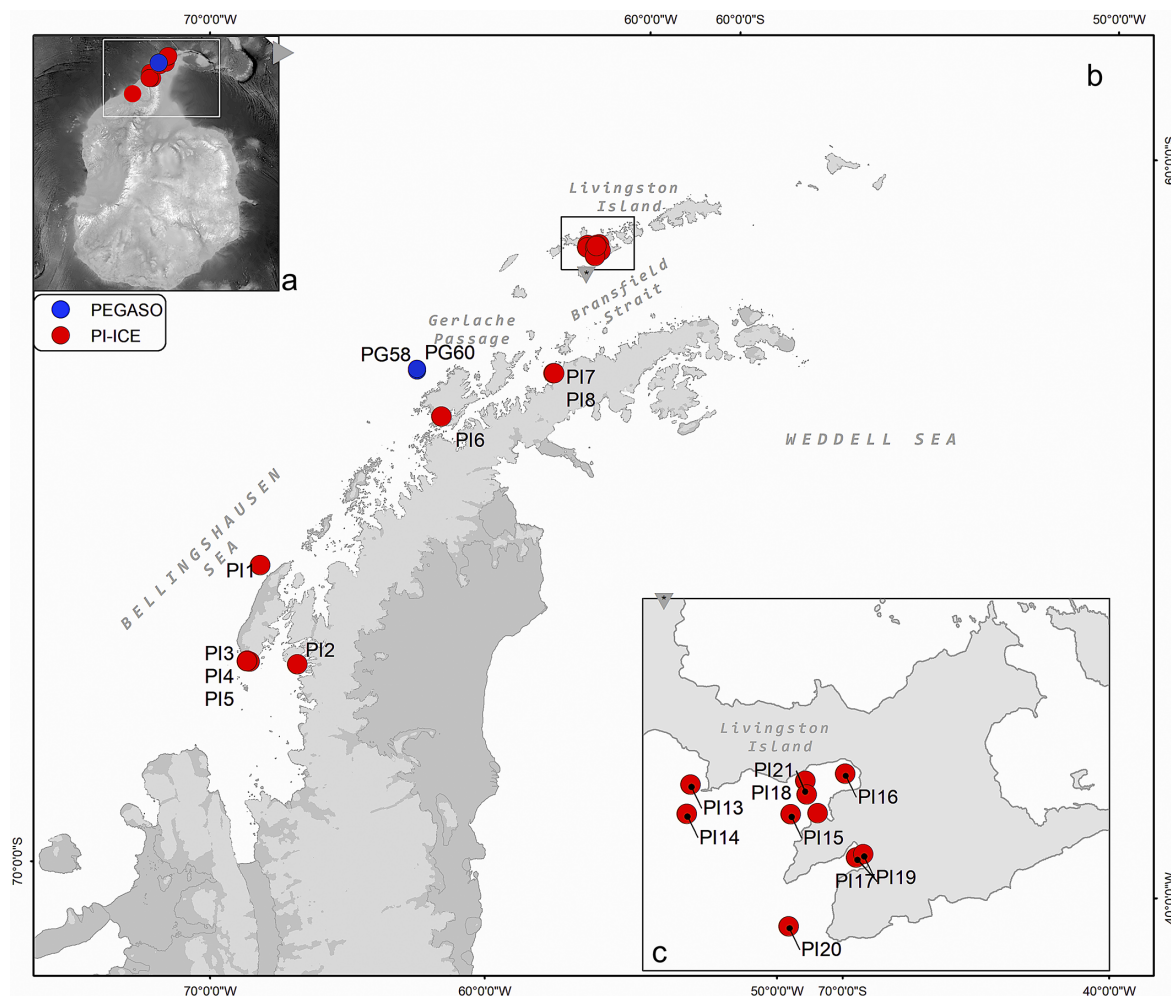 70°0'0"W
60°0'0"W
60°0'0"S
50°0'0"W
b
60°0'0"S
Livingston
Island
a
PEGASO
PI-ICE
Bransfield
Strait
Gerlache
Passage
PG58
PG60
PI7
PI8
PI6
WEDDELL SEA
BELLINGSHAUSEN
SEA
PI1
PI3
PI4
PI5
PI2
Livingston
Island
PI21
PI18
PI16
PI13
PI14
PI15
PI17
PI19
PI20
c
70°0'0"S
40°0'0"W
70°0'0"W
60°0'0"W
50°0'0"W
70°0'0"S
40°0'0"W